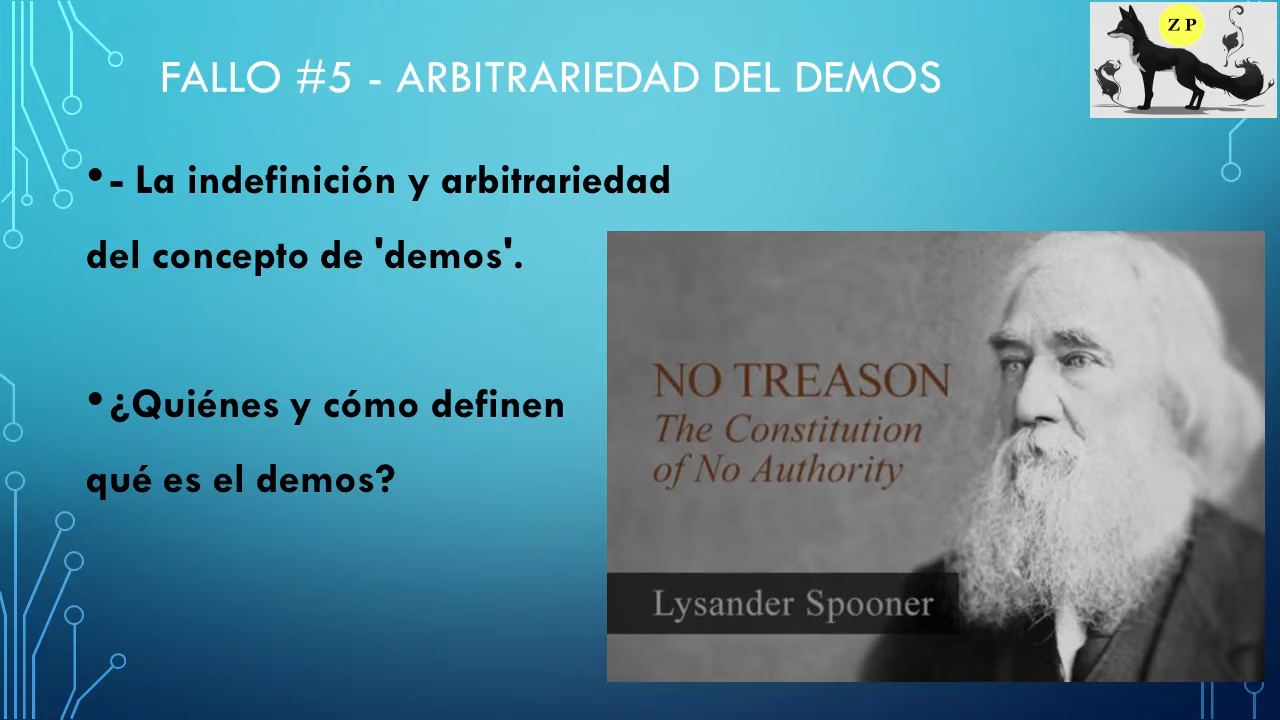 FALLO #5 - ARBITRARIEDAD DEL DEMOS
Z P
•- La indefinición y arbitrariedad
del concepto de 'demos'.
•¿Quiénes y cómo definen
qué es el demos?
NO TREASON
The Constitution
of No Authority
Lysander Spooner